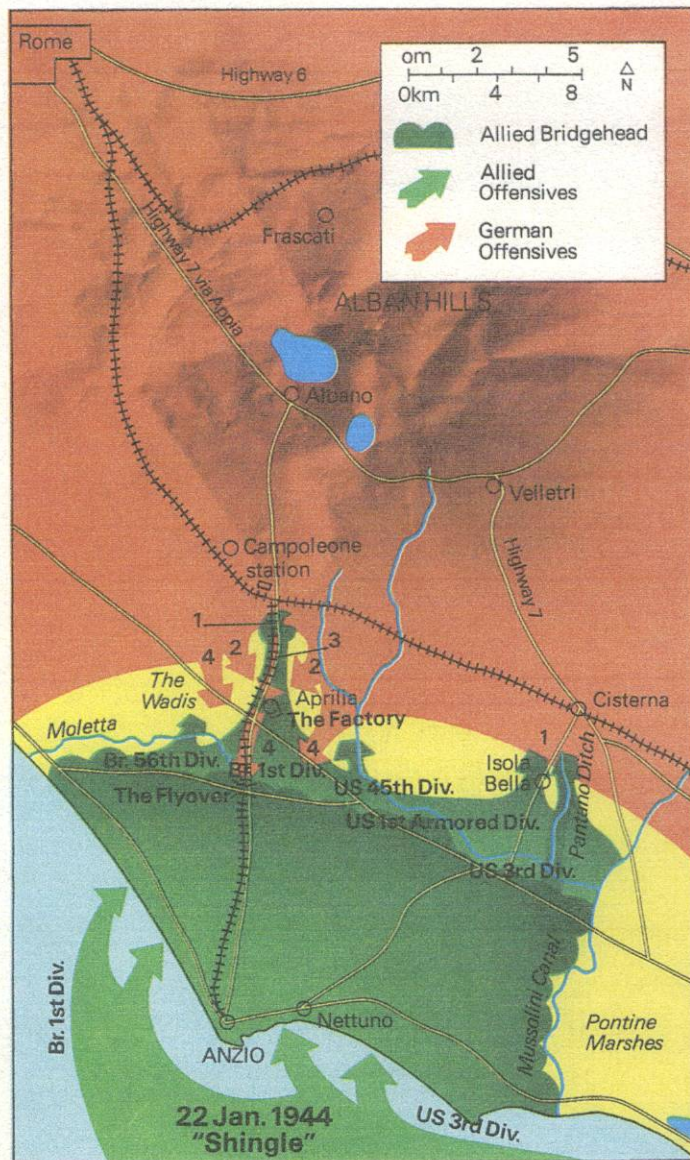 Rome
Highway 6
0m 2 5
N
0km 4 8
Allied Bridgehead
Allied
Offensives
German
Offensives
Highway 7 via Appia
Frascati
ALBAN HILLS
Albano
Velletri
Highway 7
Campoleone
station
1
4 2
3
2
The
Wadis
Aprilia
The Factory
Cisterna
Moletta
1
Br. 56th Div.
4
4
Br. 1st Div.
Isola
Bella
Pantano Ditch
The Flyover
US 45th Div.
US 1st Armored Div.
US 3rd Div.
Mussolini Canal
Br. 1st Div.
Nettuno
ANZIO
Pontine
Marshes
22 Jan. 1944
"Shingle"
US 3rd Div.